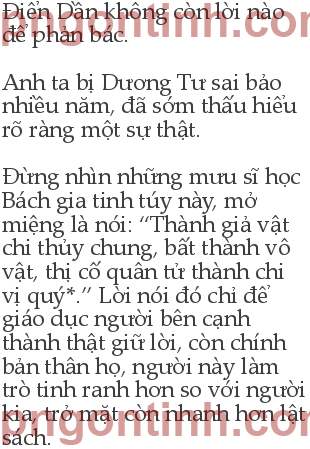 Điển Dần không còn lời nào
để phản bác.
Anh ta bị Dương Tư sai bảo
nhiều năm, đã sớm thấu hiểu
rõ ràng một sự thật.
Đừng nhìn những mưu sĩ học
Bách gia tinh túy này, mở
miệng là nói: “Thành giả vật
chi thủy chung, bất thành vô
vật, thị cố quân tử thành chi
vị quý*.” Lời nói đó chỉ để
giáo dục người bên cạnh
thành thật giữ lời, còn chính
bản thân họ, người này làm
trò tinh ranh hơn so với người
kia, trở mặt còn nhanh hơn lật
sách.
pngontinh.com
pngontinh.com